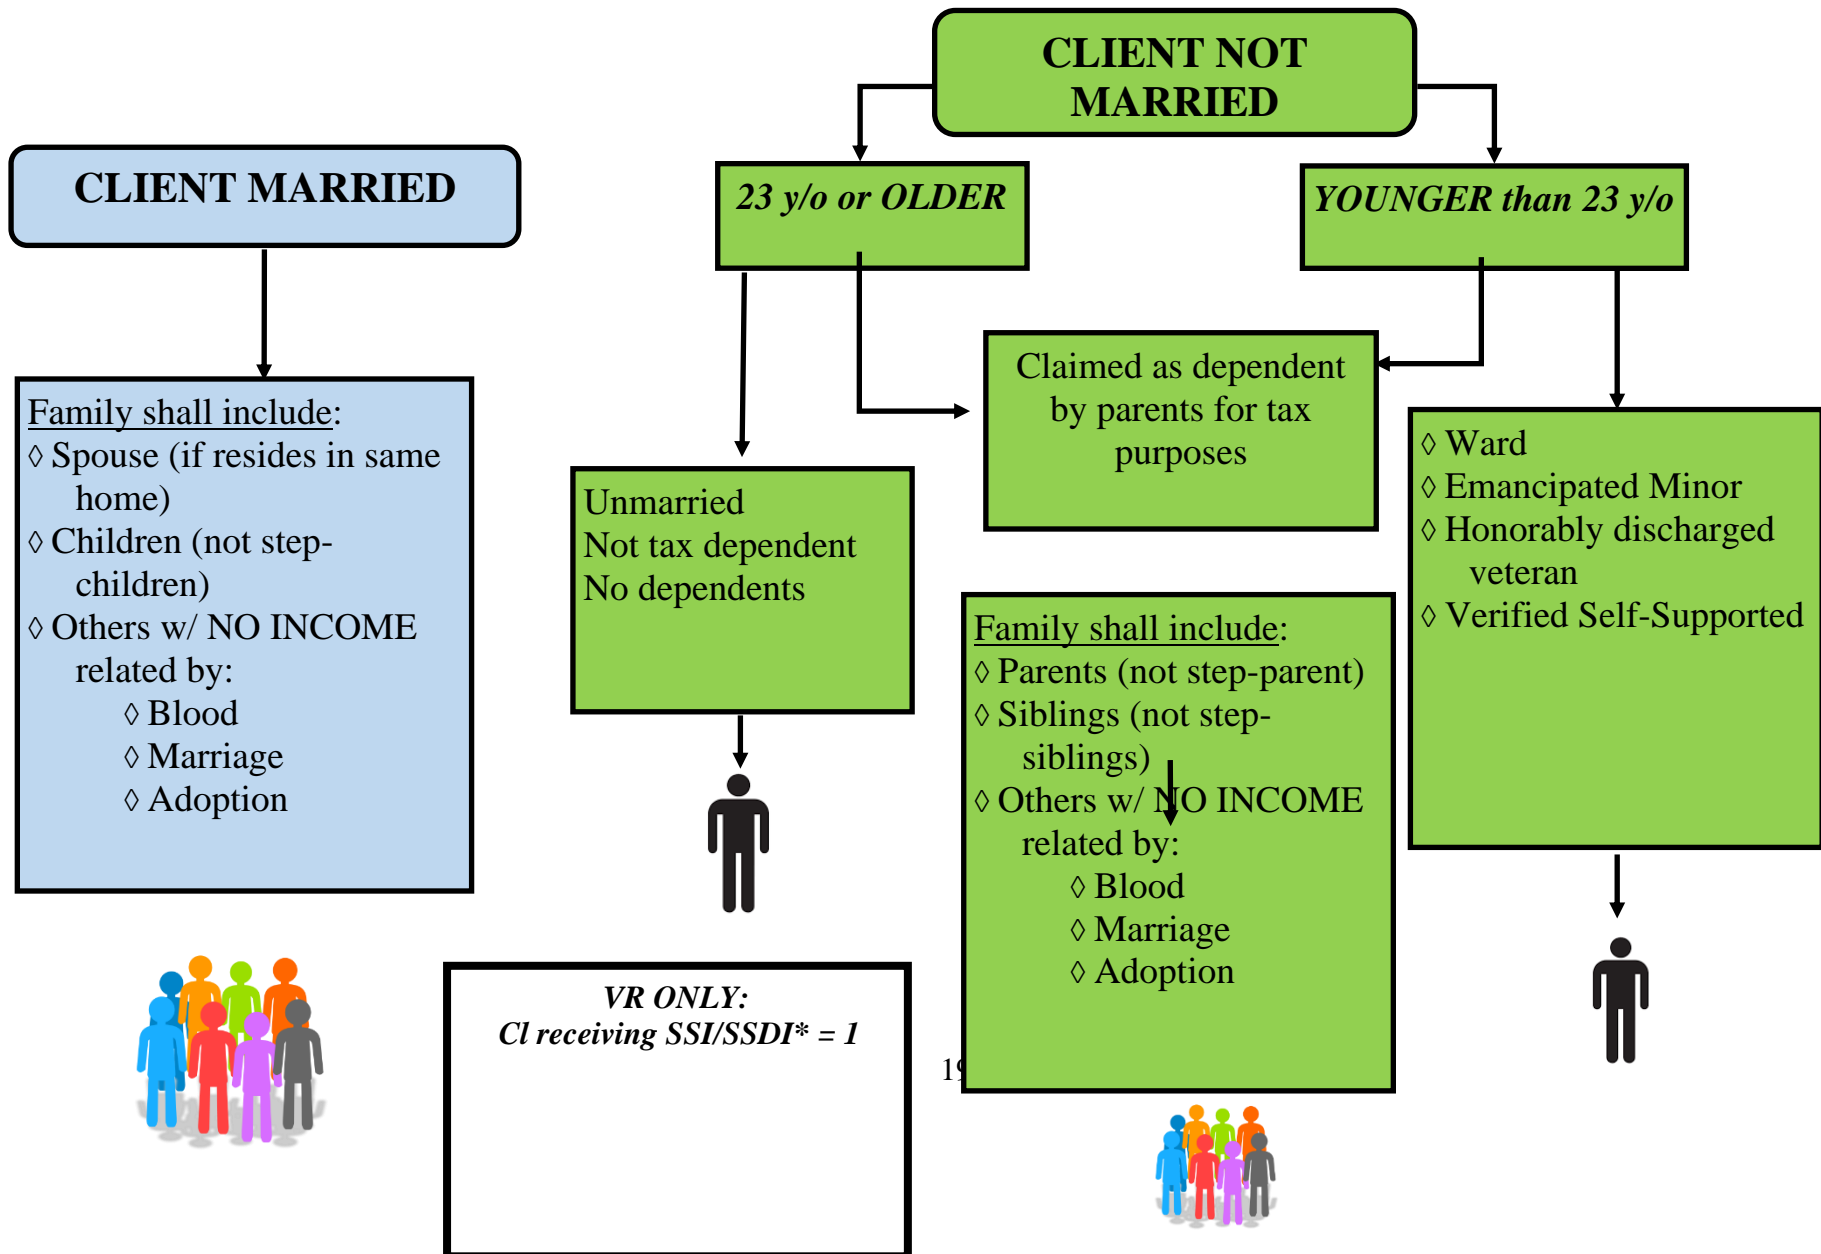 CLIENT NOT
MARRIED
CLIENT MARRIED
23 y/o or OLDER
YOUNGER than 23 y/o
Family shall include:
◊ Spouse (if resides in same
home)
◊ Children (not step-
children)
◊ Others w/ NO INCOME
related by:
◊ Blood
◊ Marriage
◊ Adoption
Unmarried
Not tax dependent
No dependents
Claimed as dependent
by parents for tax
purposes
◊ Ward
◊ Emancipated Minor
◊ Honorably discharged
veteran
◊ Verified Self-Supported
Family shall include:
◊ Parents (not step-parent)
◊ Siblings (not step-
siblings)
◊ Others w/ NO INCOME
related by:
◊ Blood
◊ Marriage
◊ Adoption
VR ONLY:
Cl receiving SSI/SSDI* = 1